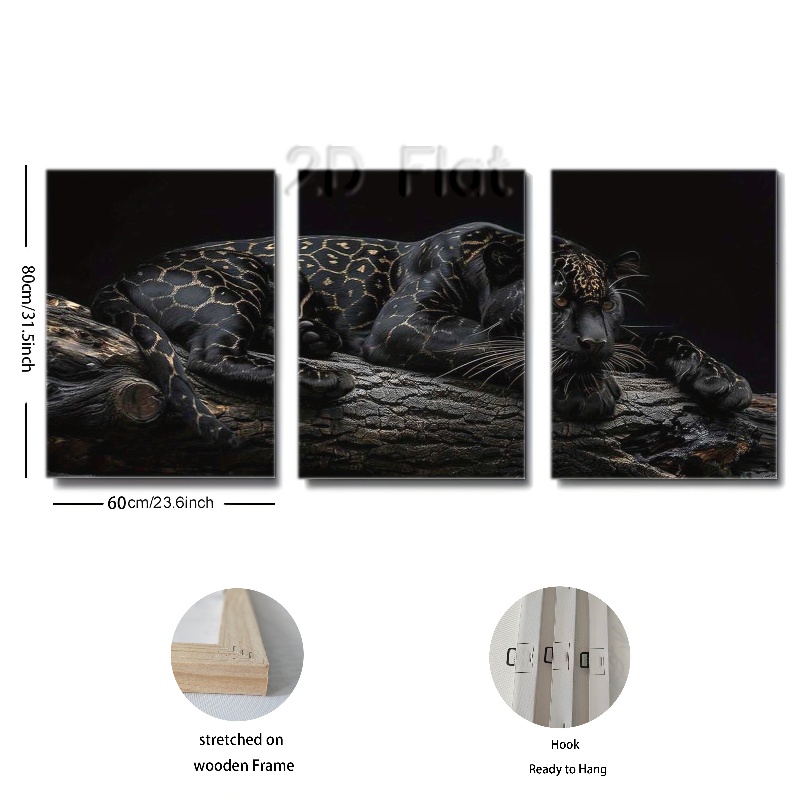 2D Flat
80cm/31.5inch
60cm/23.6inch
stretched on
wooden Frame
Hook
Ready to Hang